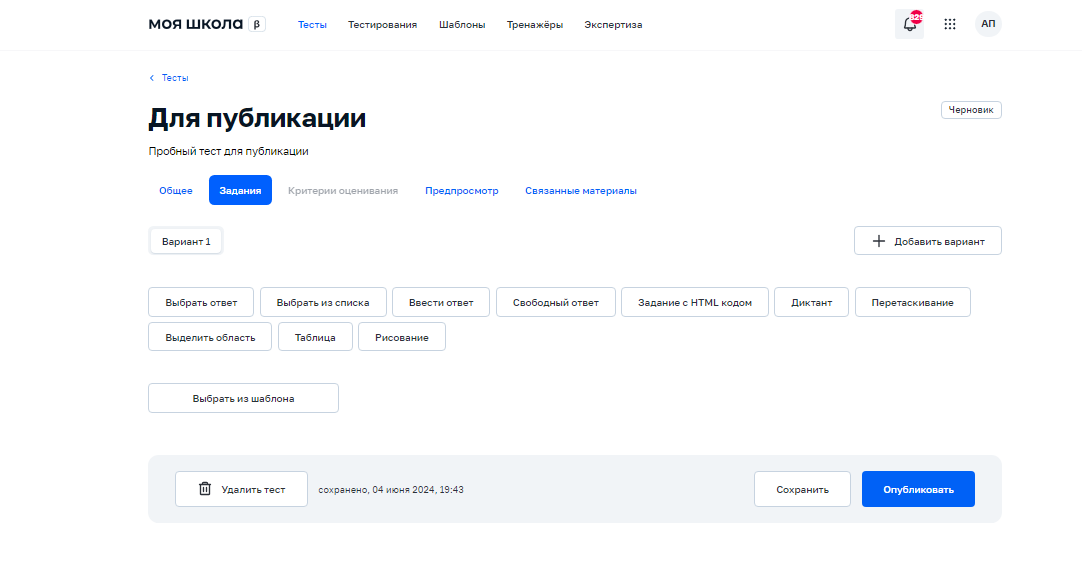 моя школа β Тесты Тестирования Шаблоны Тренажёры Экспертиза АП
Тесты
Для публикации Черновик
Пробный тест для публикации
Общее Задания Критерии оценивания Предпросмотр Связанные материалы
Вариант 1 Добавить вариант
Выбрать ответ Выбрать из списка Ввести ответ Свободный ответ Задание с HTML кодом Диктант Перетаскивание
Выделить область Таблица Рисование
Выбрать из шаблона
Удалить тест сохранено, 04 июня 2024, 19:43 Сохранить Опубликовать